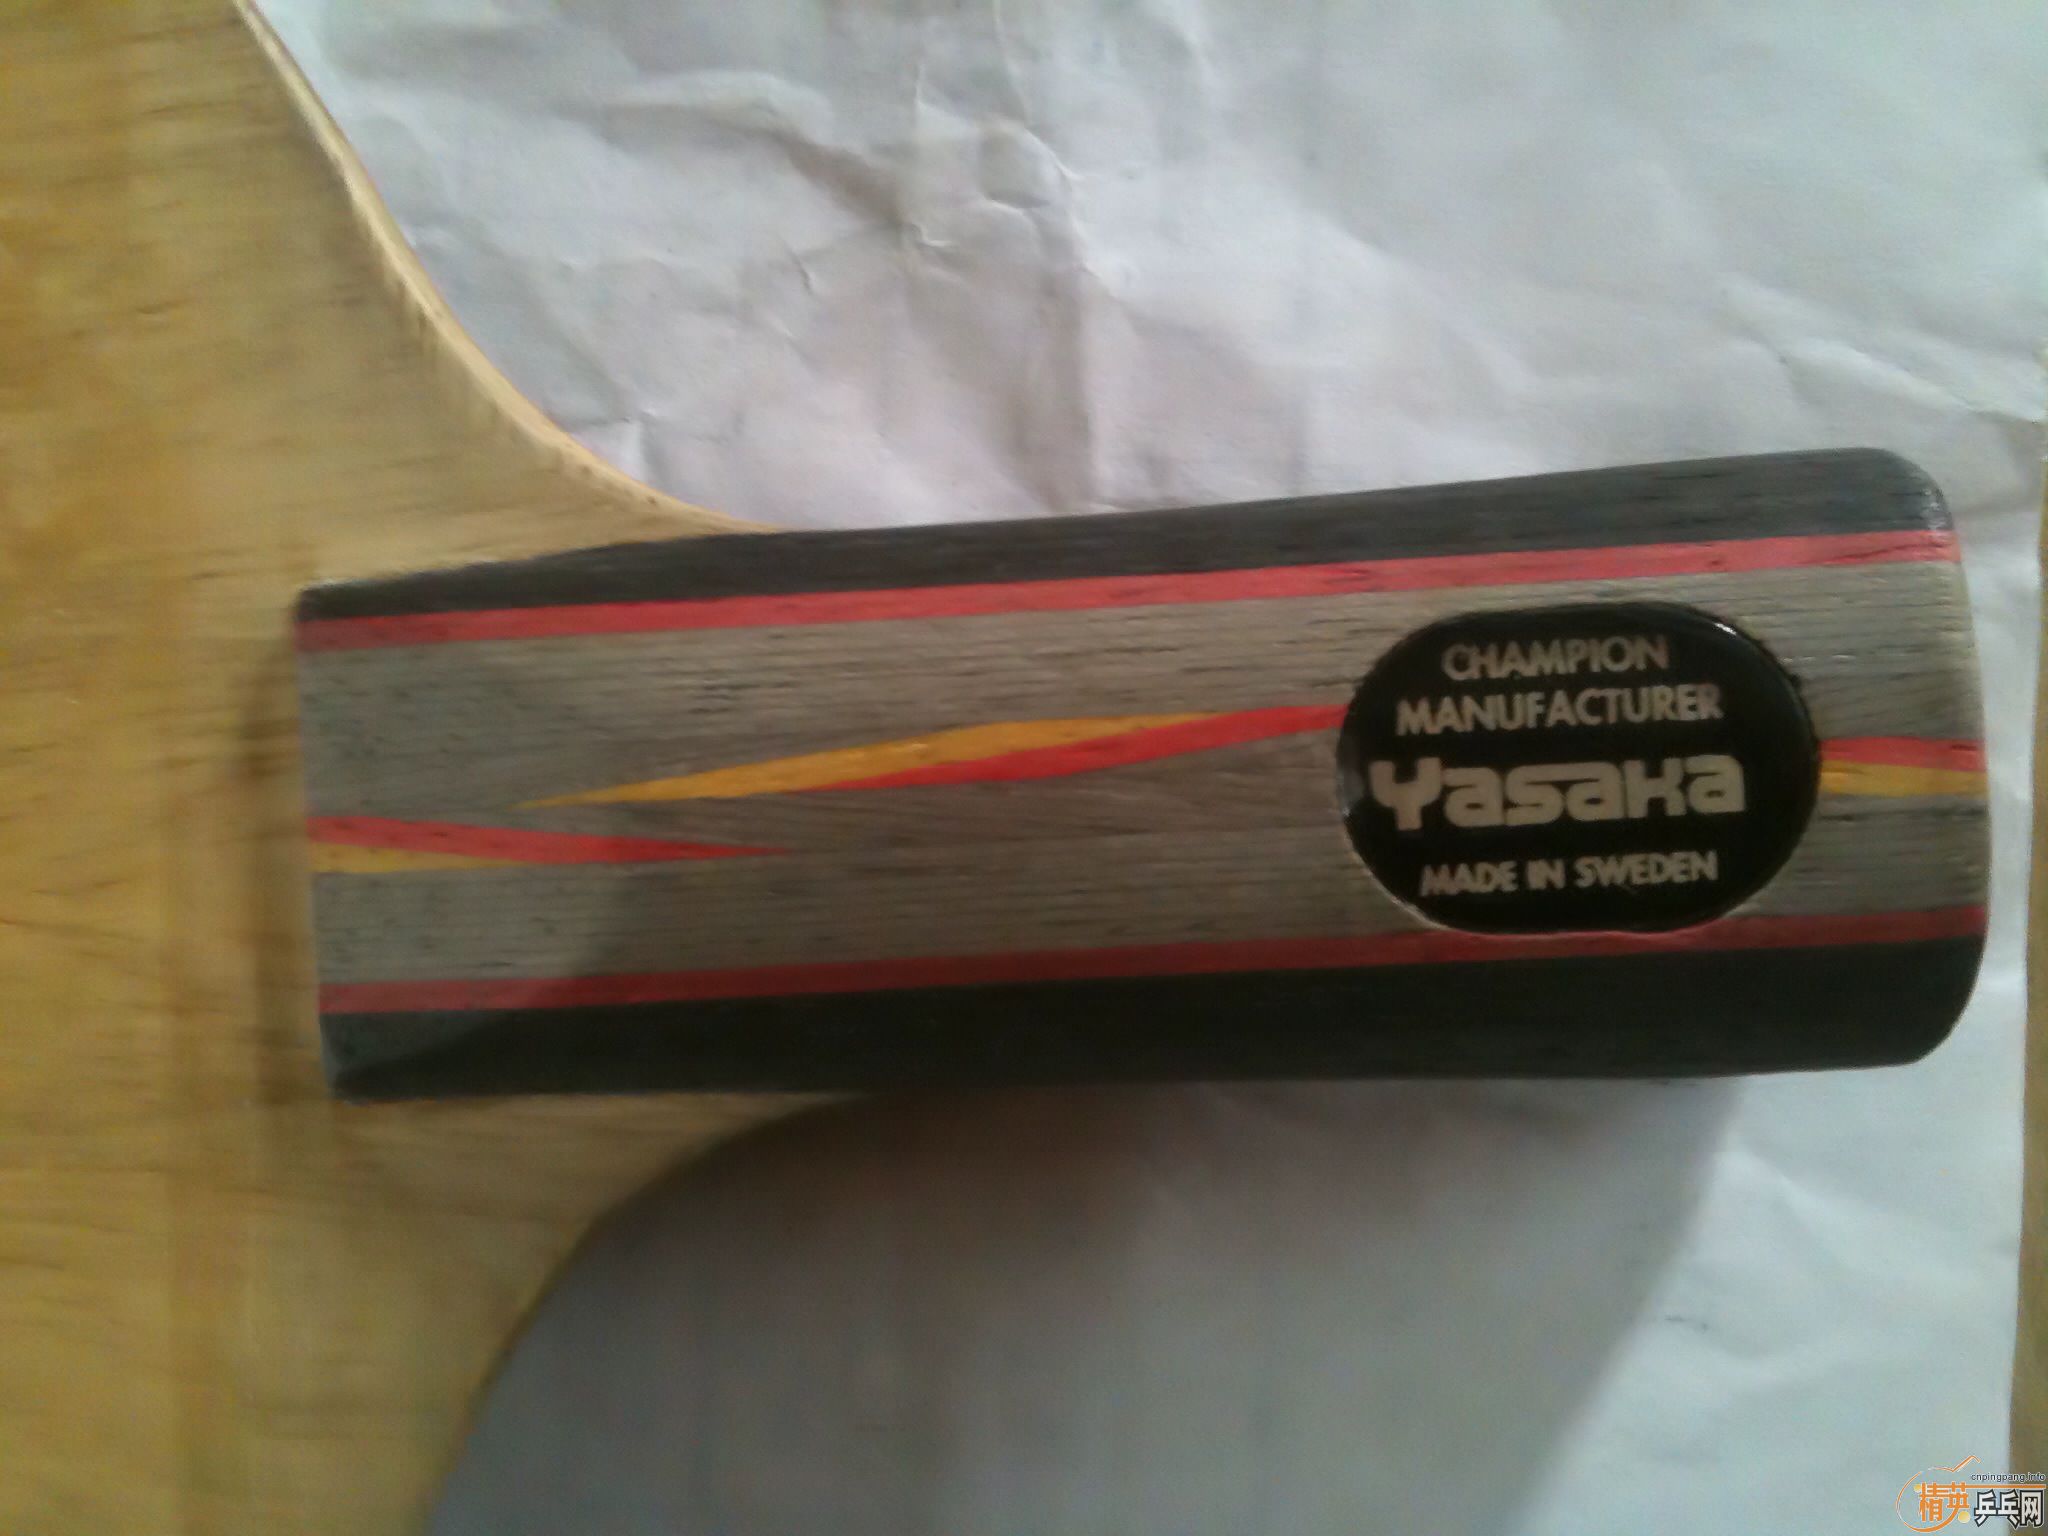 CHAMPION
MANUFACTURER
Yasaka
MADE IN SWEDEN
cnpingpang.info
精英乒乓网